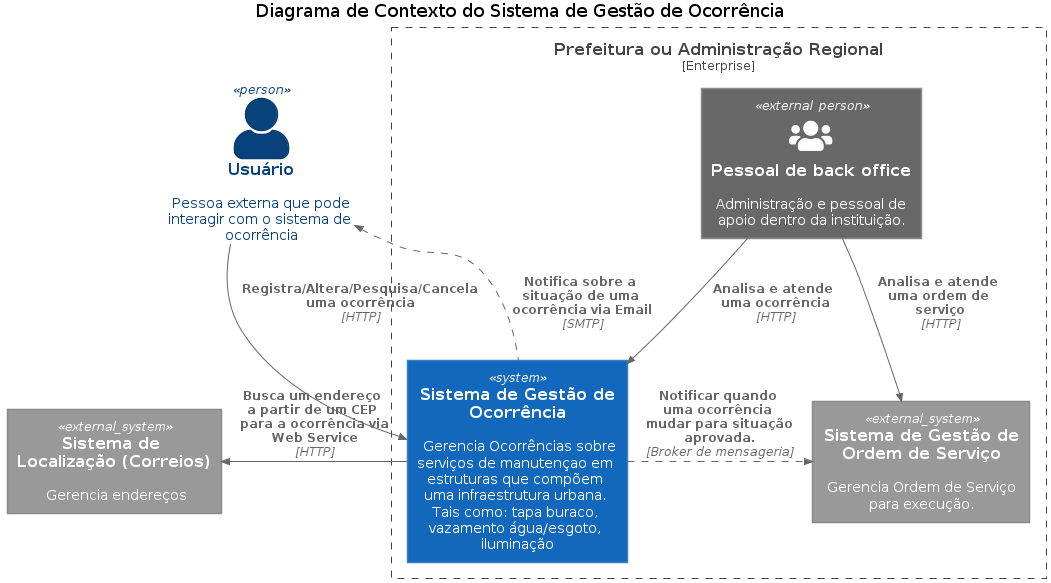 Diagrama de Contexto do Sistema de Gestão de Ocorrência
Prefeitura ou Administração Regional
[Enterprise]
«person»
Usuário
Pessoa externa que pode
interagir com o sistema de
ocorrência
«external person»
Pessoal de back office
Administração e pessoal de
apoio dentro da instituição.
Registra/Altera/Pesquisa/Cancela
uma ocorrência
[HTTP]
Notifica sobre a
situação de uma
ocorrência via Email
[SMTP]
Analisa e atende
uma ocorrência
[HTTP]
Analisa e atende
uma ordem de
serviço
[HTTP]
Busca um endereço
a partir de um CEP
para a ocorrência via
Web Service
[HTTP]
«external_system»
Sistema de
Localização (Correios)
Gerencia endereços
«system»
Sistema de Gestão de
Ocorrência
Gerencia Ocorrências sobre
serviços de manutençao em
estruturas que compõem
uma infraestrutura urbana.
Tais como: tapa buraco,
vazamento água/esgoto,
iluminação
Notificar quando
uma ocorrência
mudar para situação
aprovada.
[Broker de mensageria]
«external_system»
Sistema de Gestão de
Ordem de Serviço
Gerencia Ordem de Serviço
para execução.